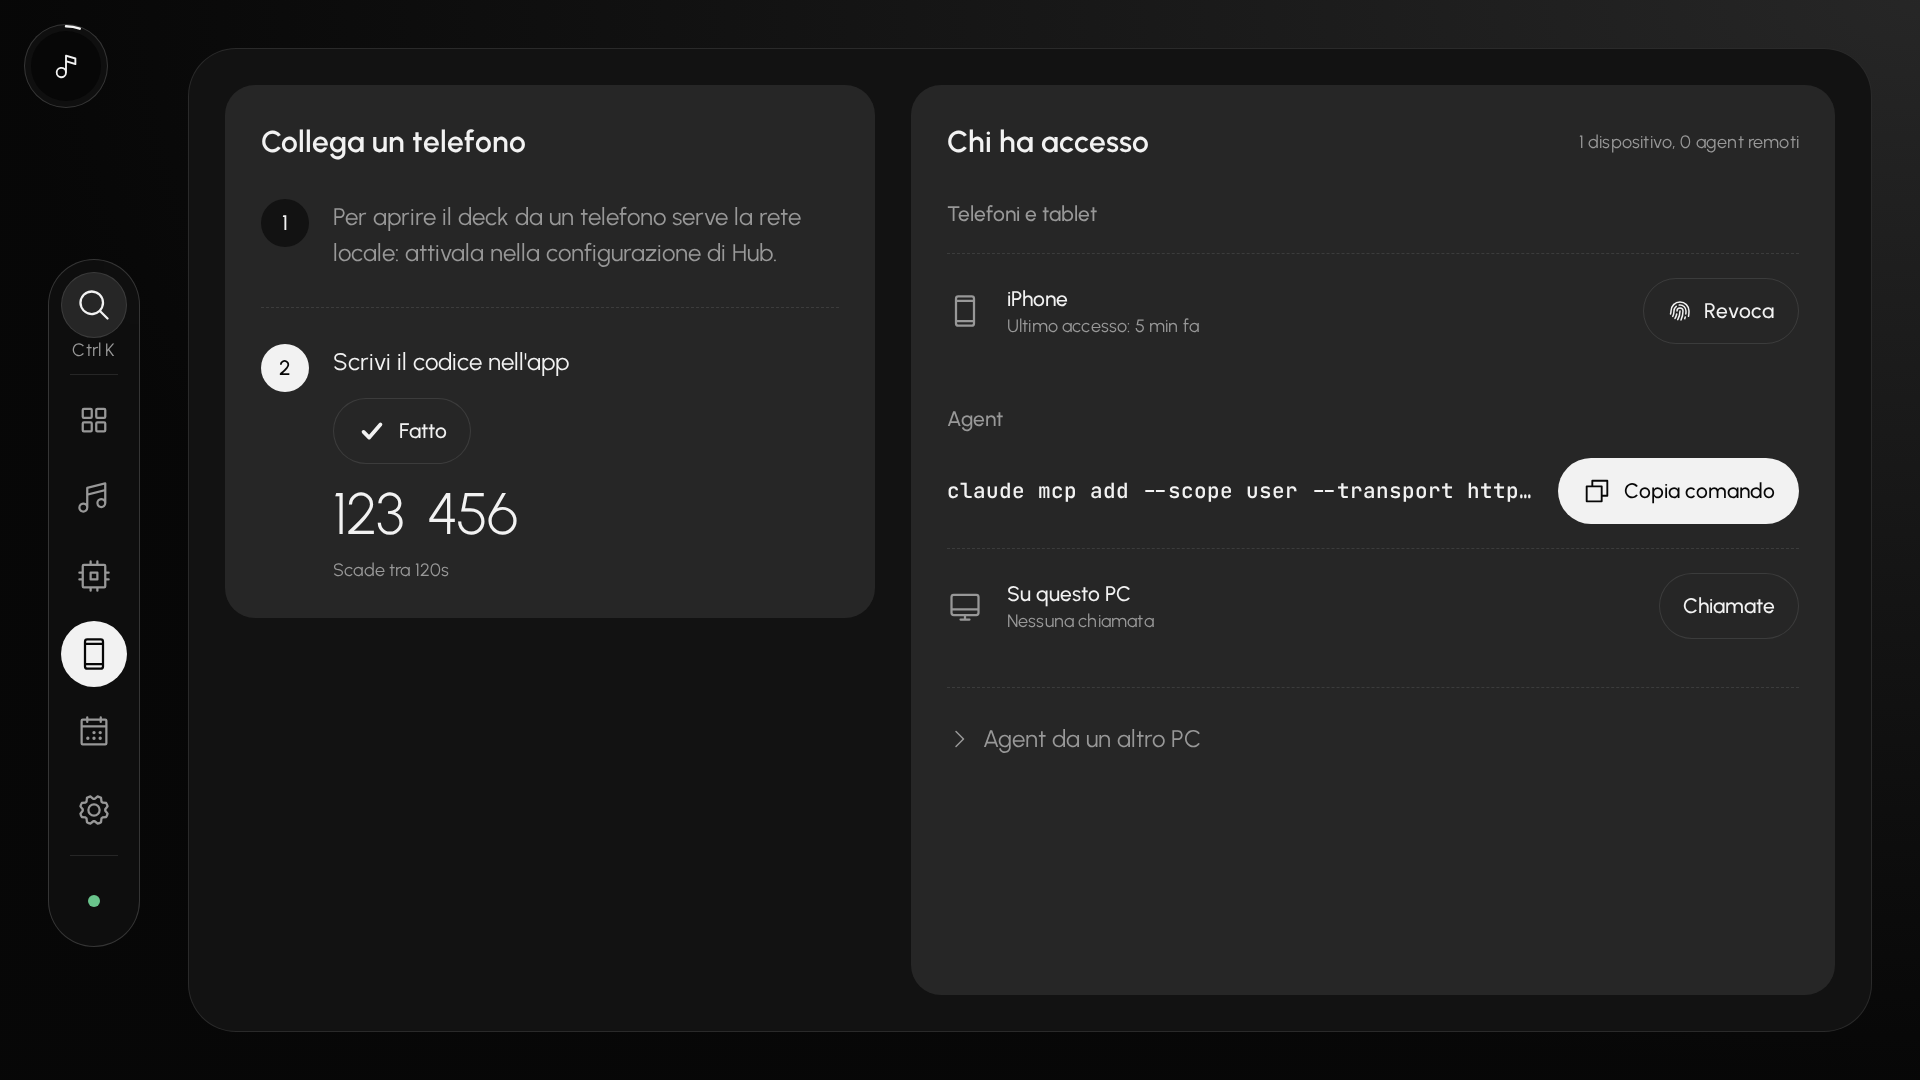 Ctrl K
Collega un telefono
1
Per aprire il deck da un telefono serve la rete
locale: attivala nella configurazione di Hub.
2
Scrivi il codice nell'app
Fatto
123 456
Scade tra 120s
Chi ha accesso
1 dispositivo, 0 agent remoti
Telefoni e tablet
iPhone
Ultimo accesso: 5 min fa
Revoca
Agent
claude mcp add --scope user --transport http…
Copia comando
Su questo PC
Nessuna chiamata
Chiamate
Agent da un altro PC